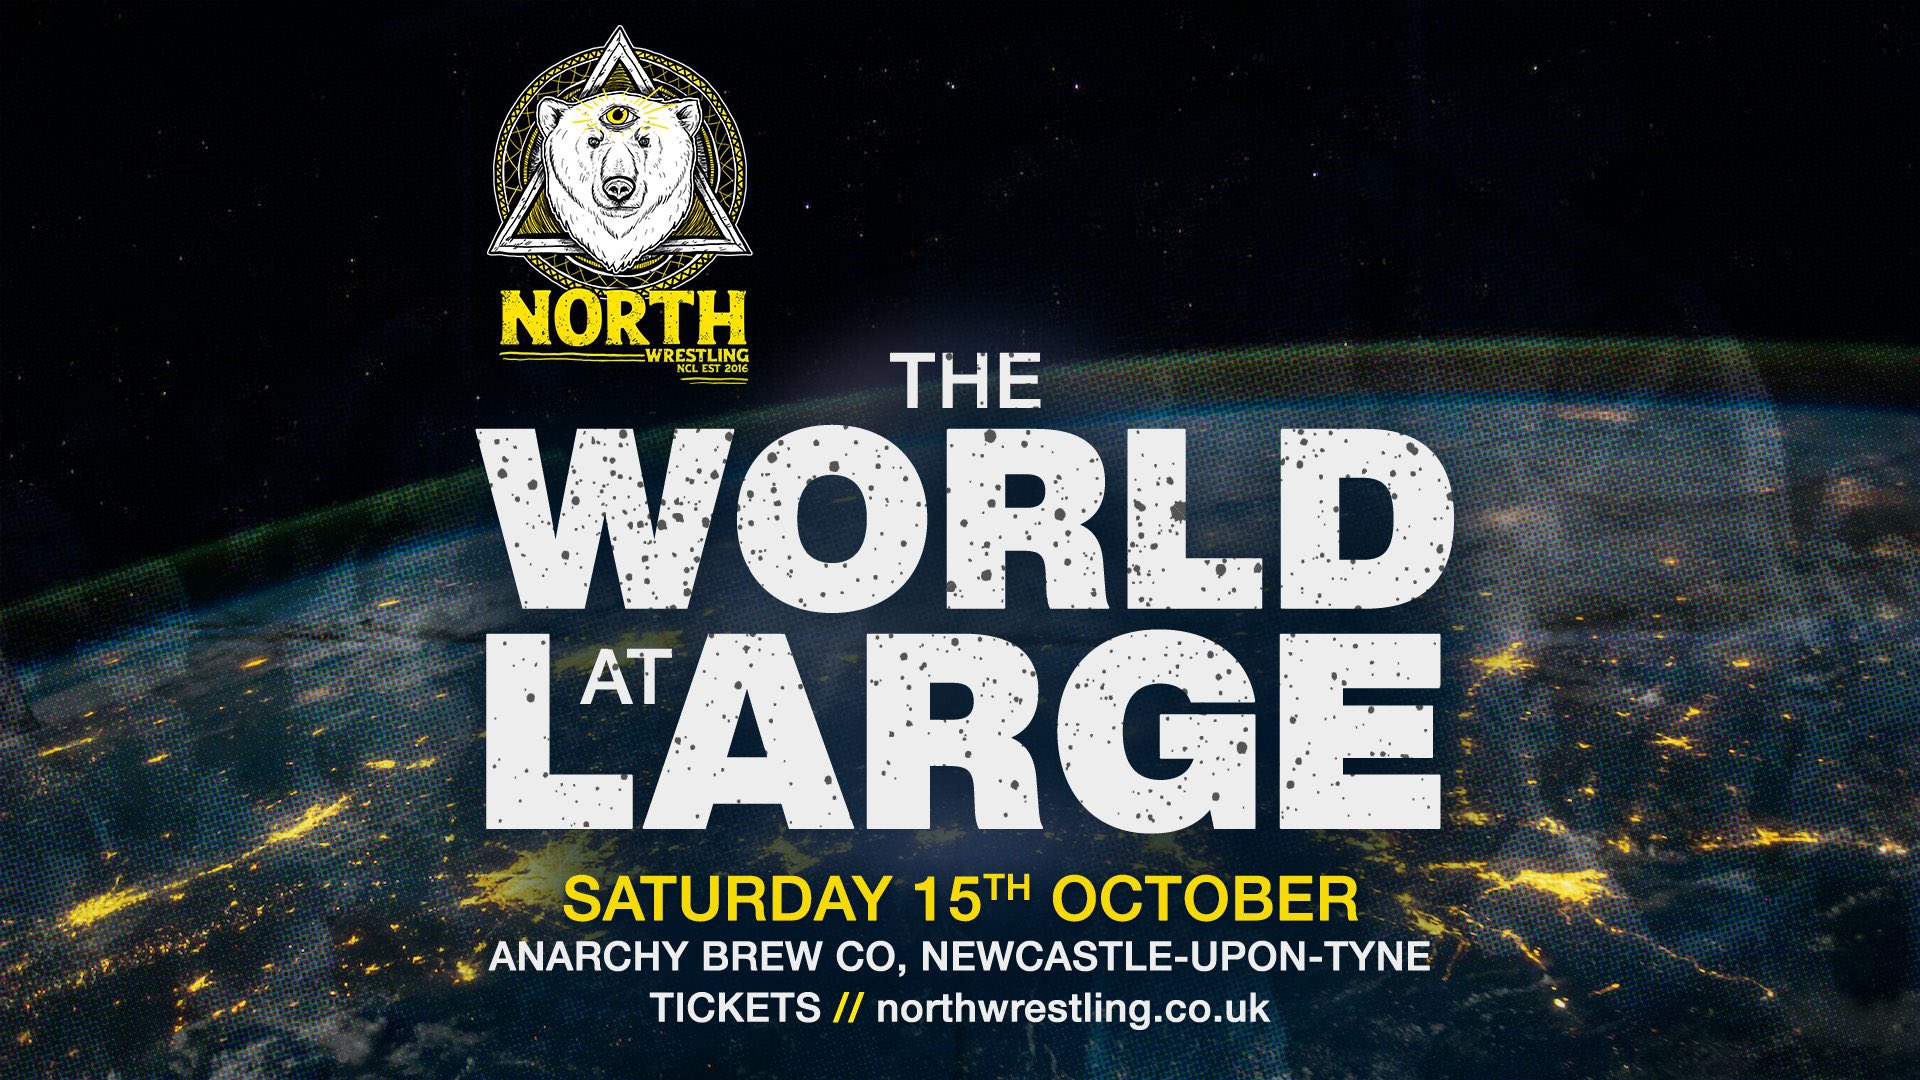 NORTH
WRESTLING
NCL EST 2016
THE
WORLD
AT LARGE
SATURDAY 15TH OCTOBER
ANARCHY BREW CO, NEWCASTLE-UPON-TYNE
TICKETS // northwrestling.co.uk